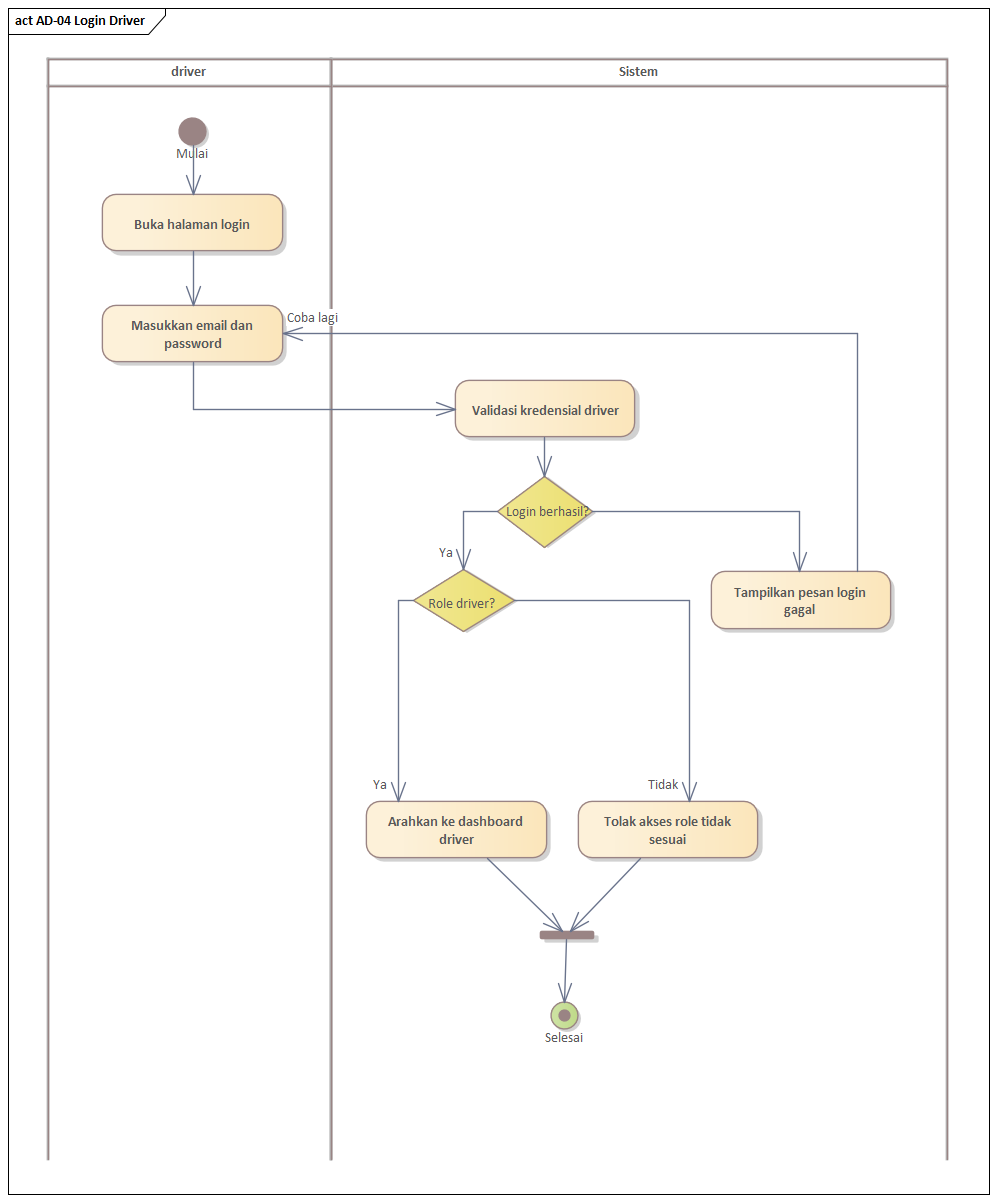 act AD-04 Login Driver
driver
Sistem
Mulai
Buka halaman login
Masukkan email dan
password
Coba lagi
Validasi kredensial driver
Login berhasil?
Ya
Tampilkan pesan login
gagal
Role driver?
Ya
Tidak
Arahkan ke dashboard
driver
Tolak akses role tidak
sesuai
Selesai